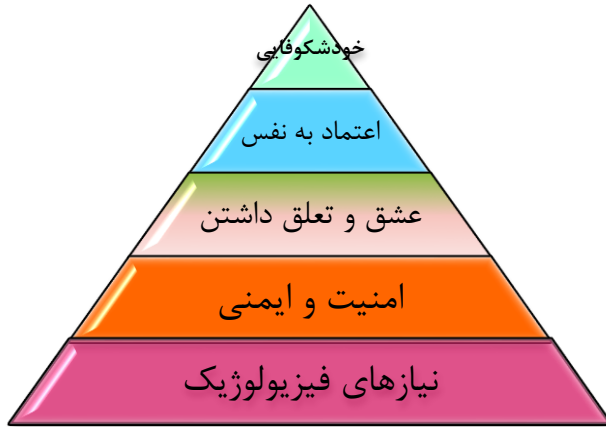 خودشکوفایی
اعتماد به نفس
عشق و تعلق داشتن
امنیت و ایمنی
نیازهای فیزیولوژیک